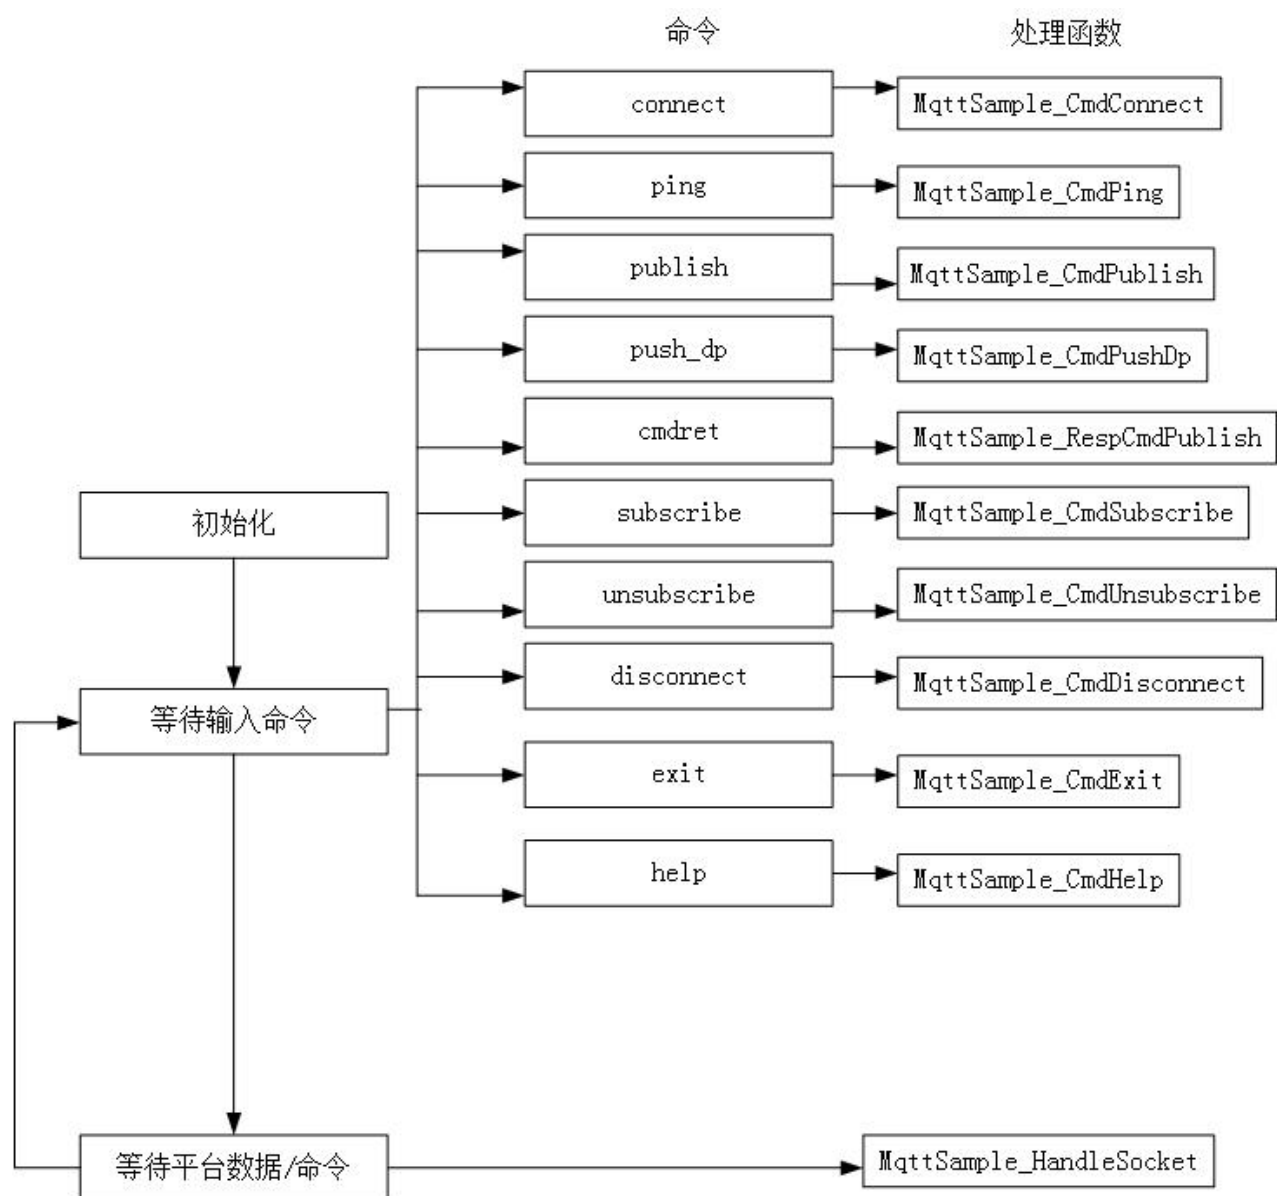 命令 处理函数
connect MqttSample_CmdConnect
ping MqttSample_CmdPing
publish MqttSample_CmdPublish
push_dp MqttSample_CmdPushDp
cmdret MqttSample_RespCmdPublish
初始化 subscribe MqttSample_CmdSubscribe
unsubscribe MqttSample_CmdUnsubscribe
disconnect MqttSample_CmdDisconnect
等待输入命令
exit MqttSample_CmdExit
help MqttSample_CmdHelp
等待平台数据/命令 MqttSample_HandleSocket